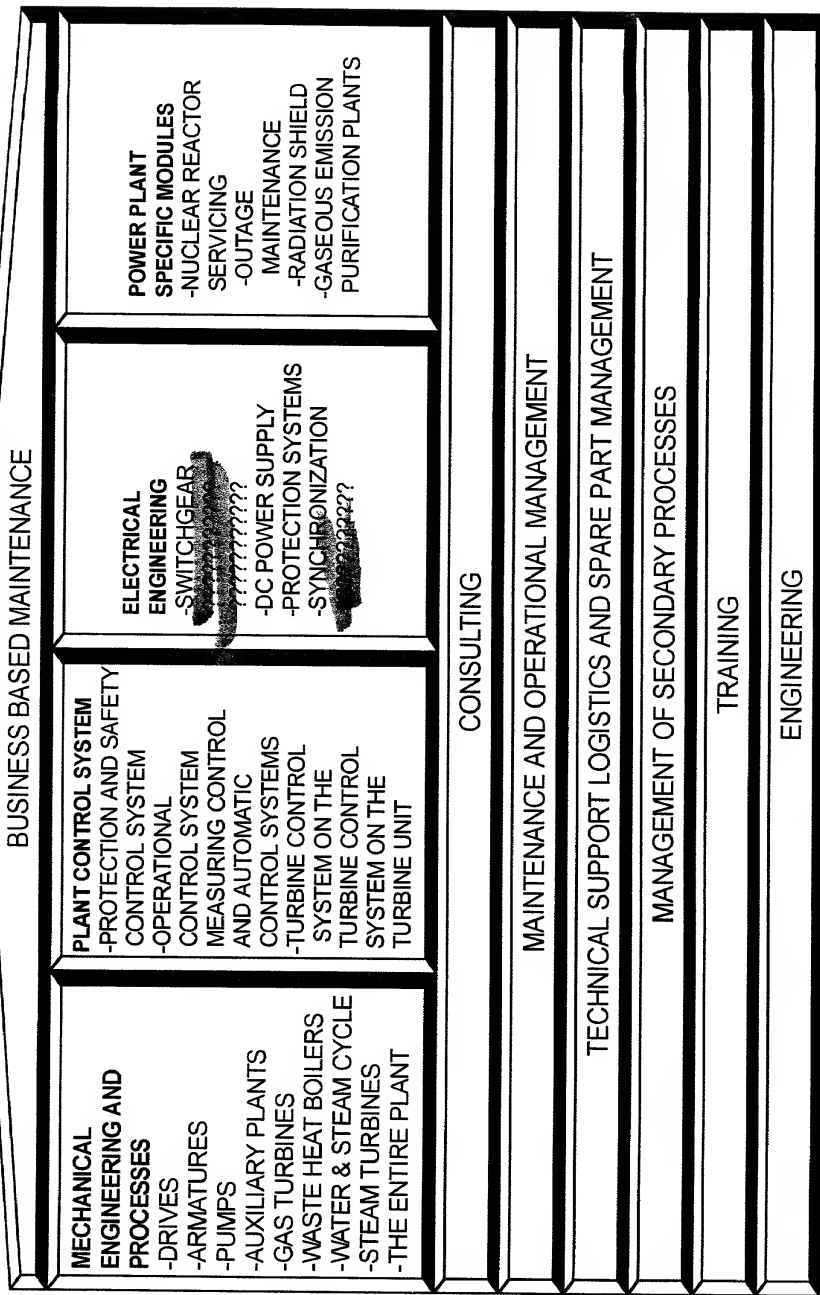 BUSINESS BASED MAINTENANCE
MECHANICAL
ENGINEERING AND
PROCESSES
-DRIVES
-ARMATURES
-PUMPS
-AUXILIARY PLANTS
-GAS TURBINES
-WASTE HEAT BOILERS
-WATER & STEAM CYCLE
-STEAM TURBINES
-THE ENTIRE PLANT
PLANT CONTROL SYSTEM
-PROTECTION AND SAFETY
CONTROL SYSTEM
-OPERATIONAL
CONTROL SYSTEM
MEASURING CONTROL
AND AUTOMATIC
CONTROL SYSTEMS
-TURBINE CONTROL
SYSTEM ON THE
TURBINE CONTROL
SYSTEM ON THE
TURBINE UNIT
ELECTRICAL
ENGINEERING
-SWITCHGEAR
????????????
-DC POWER SUPPLY
-PROTECTION SYSTEMS
-SYNCHRONIZATION
POWER PLANT
SPECIFIC MODULES
-NUCLEAR REACTOR
SERVICING
-OUTAGE
MAINTENANCE
-RADIATION SHIELD
-GASEOUS EMISSION
PURIFICATION PLANTS
CONSULTING
MAINTENANCE AND OPERATIONAL MANAGEMENT
TECHNICAL SUPPORT LOGISTICS AND SPARE PART MANAGEMENT
MANAGEMENT OF SECONDARY PROCESSES
TRAINING
ENGINEERING